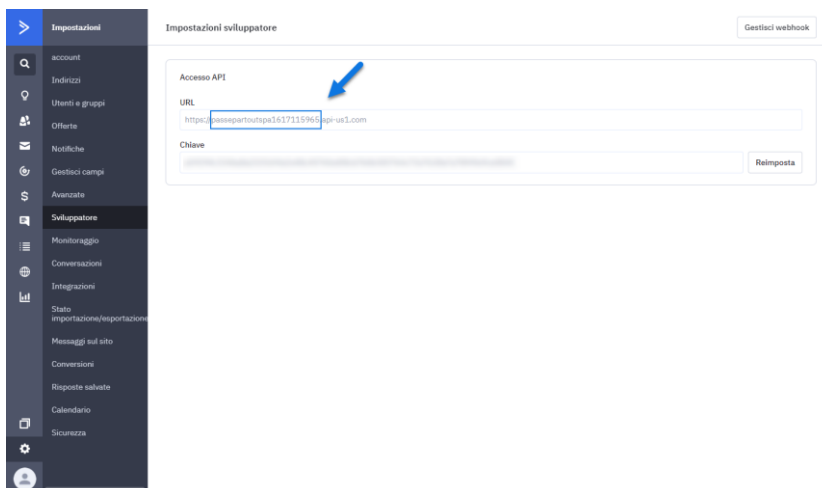 Impostazioni
Impostazioni sviluppatore
Gestisci webhook
account
Indirizzi
Utenti e gruppi
Offerte
Notifiche
Gestisci campi
Avanzate
Sviluppatore
Monitoraggio
Conversazioni
Integrazioni
Stato
importazione/esportazione
Messaggi sul sito
Conversioni
Risposte salvate
Calendario
Sicurezza
Accesso API
URL
https://passepartoutspa1617115965.api-us1.com
Chiave
Reimposta